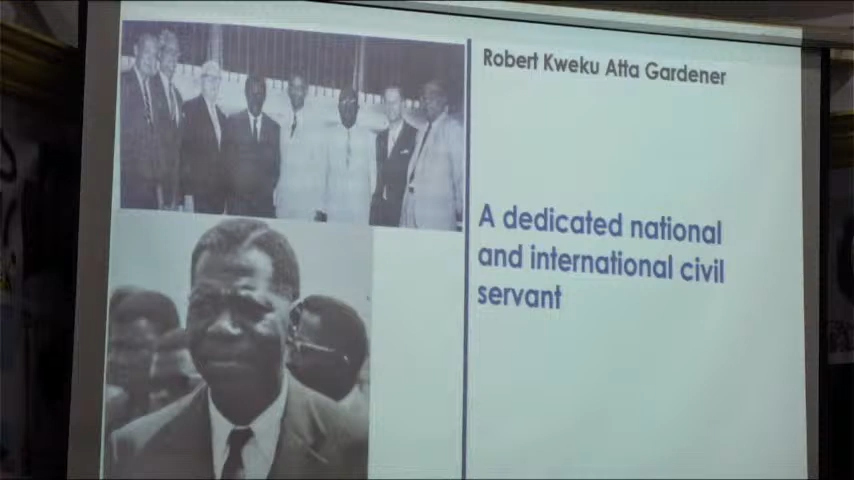 Robert Kweku Atta Gardener
A dedicated national
and international civil
servant